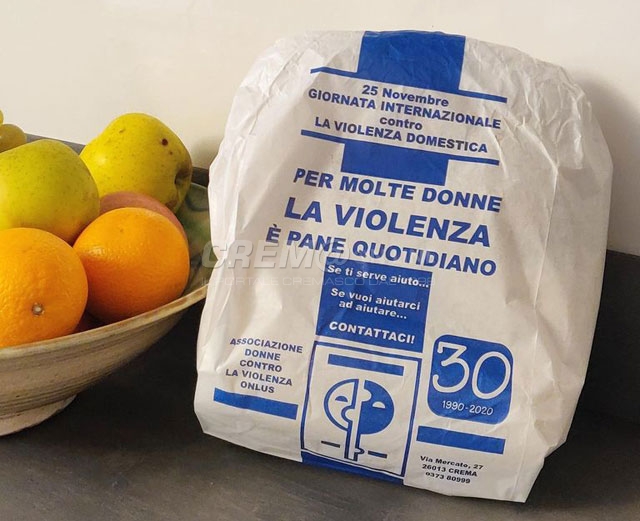 25 Novembre
GIORNATA INTERNAZIONALE
contro
LA VIOLENZA DOMESTICA
PER MOLTE DONNE
LA VIOLENZA
È PANE QUOTIDIANO
Se ti serve aiuto...
Se vuoi aiutarci
ad aiutare...
CONTATTACI!
ASSOCIAZIONE
DONNE
CONTRO
LA VIOLENZA
ONLUS
30
1990-2020
Via Mercato, 27
26013 CREMA
0373 80999